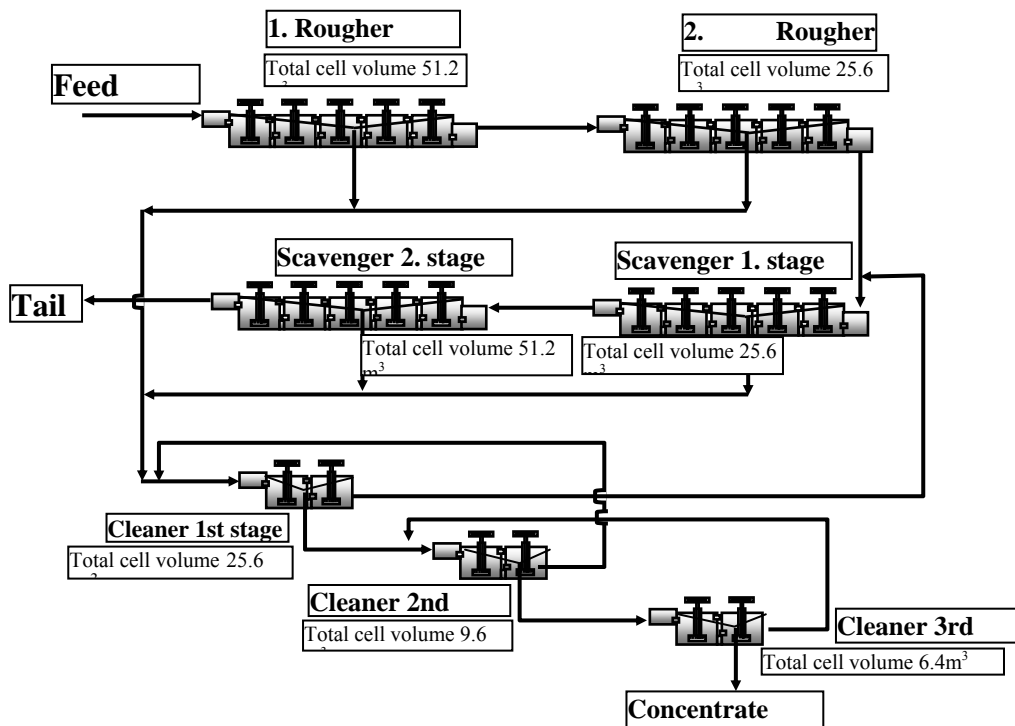 1. Rougher
Total cell volume 51.2
2. Rougher
Total cell volume 25.6
Feed
Scavenger 2. stage
Scavenger 1. stage
Tail
Total cell volume 51.2
m³
Total cell volume 25.6
Cleaner 1st stage
Total cell volume 25.6
Cleaner 2nd
Total cell volume 9.6
Cleaner 3rd
Total cell volume 6.4m³
Concentrate